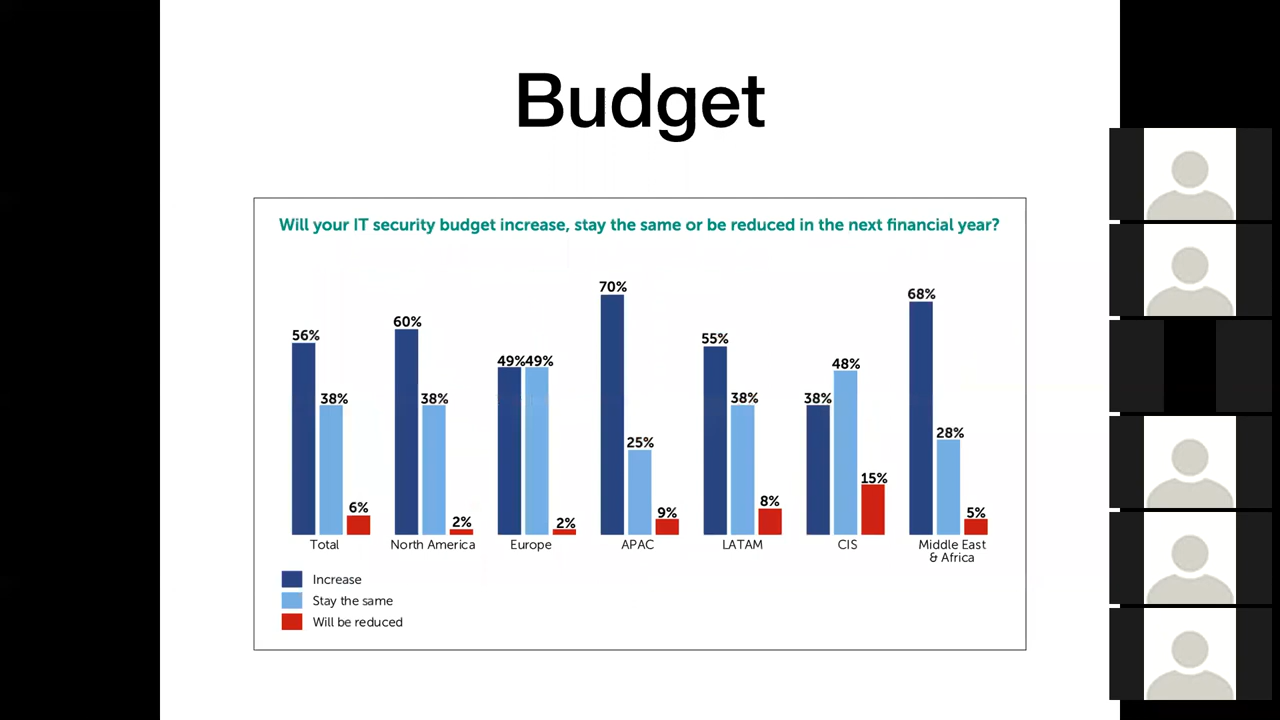 Budget
Will your IT security budget increase, stay the same or be reduced in the next financial year?
56%
38%
6%
60%
38%
2%
49%
49%
2%
70%
25%
9%
55%
38%
8%
38%
48%
15%
68%
28%
5%
Total
North America
Europe
APAC
LATAM
CIS
Middle East
& Africa
Increase
Stay the same
Will be reduced